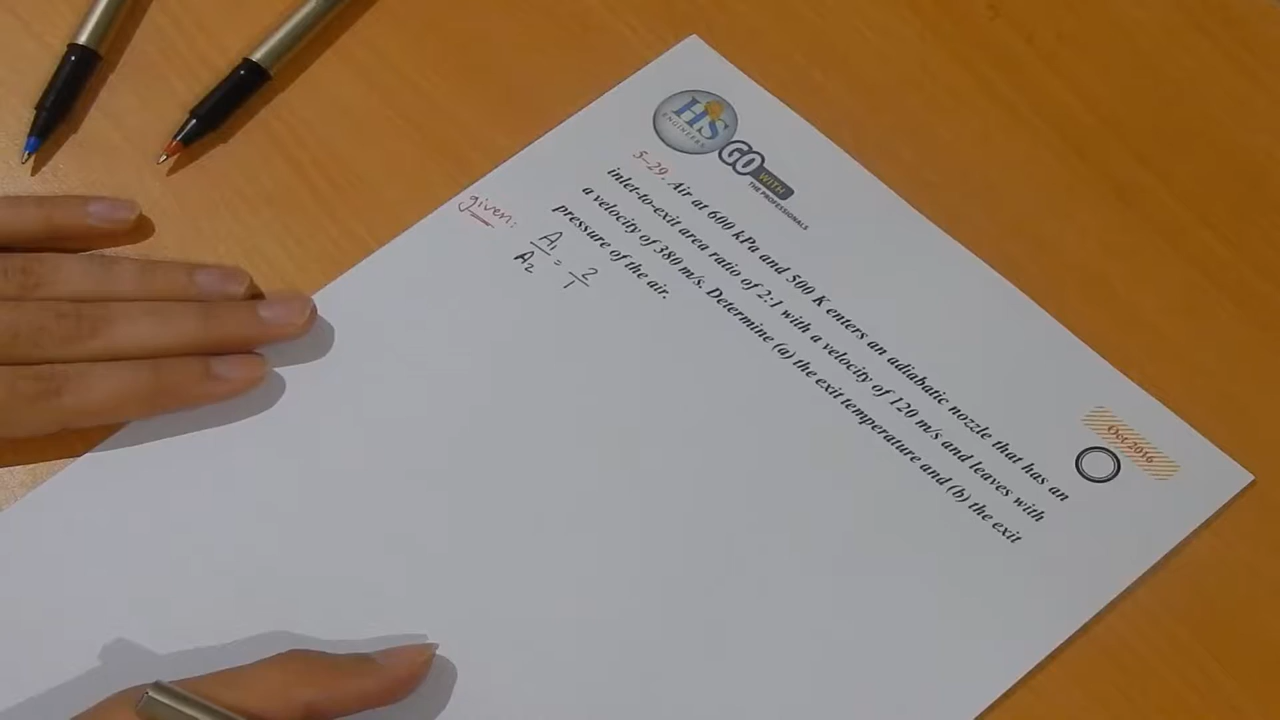 HS
ENGINEERS
GO WITH
THE PROFESSIONALS
5-29. Air at 600 kPa and 500 K enters an adiabatic nozzle that has an
inlet-to-exit area ratio of 2:1 with a velocity of 120 m/s and leaves with
a velocity of 380 m/s. Determine (a) the exit temperature and (b) the exit
pressure of the air.
Oct 2016
given:
A₁/A₂ = 2/1